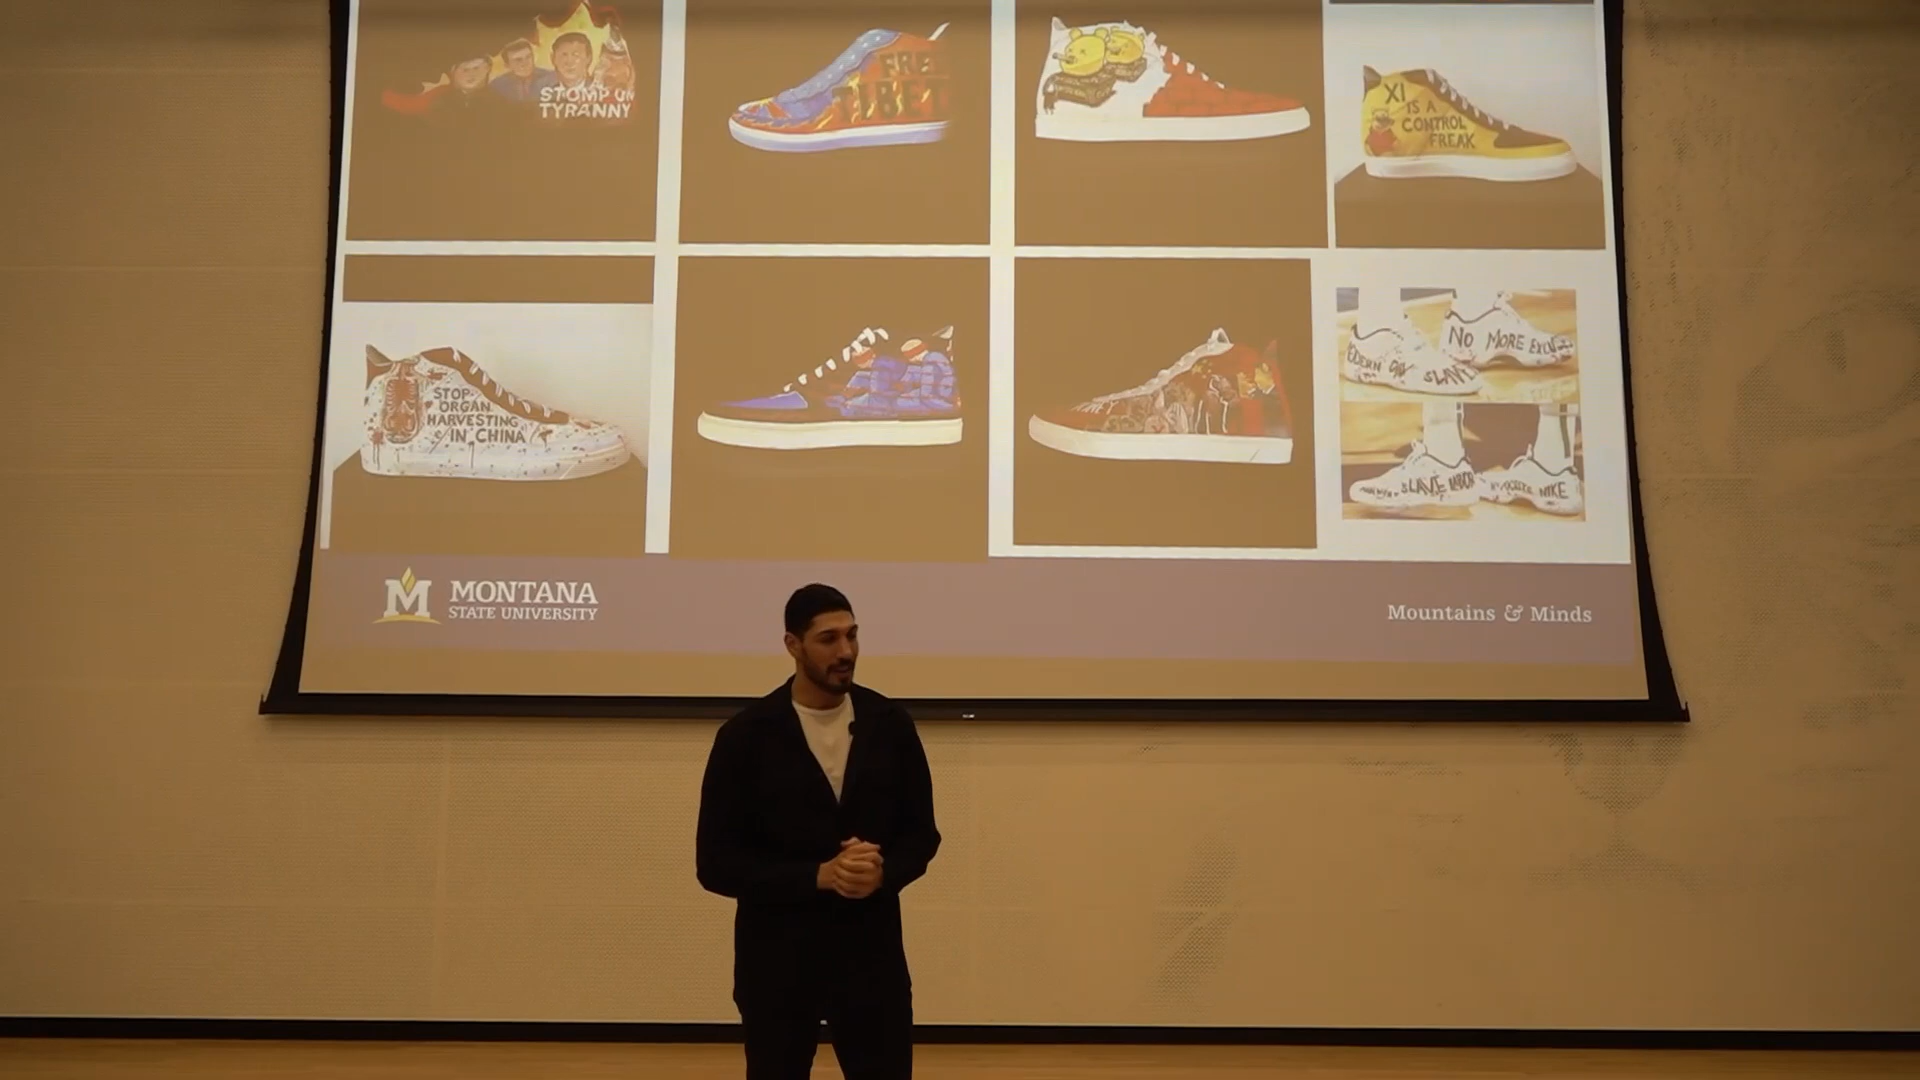 STOMP ON
TYRANNY
FREE
TIBET
XI
IS A
CONTROL
FREAK
STOP
ORGAN
HARVESTING
IN CHINA
NO MORE
SLAVE LABOR
NIKE
MONTANA
STATE UNIVERSITY
Mountains & Minds